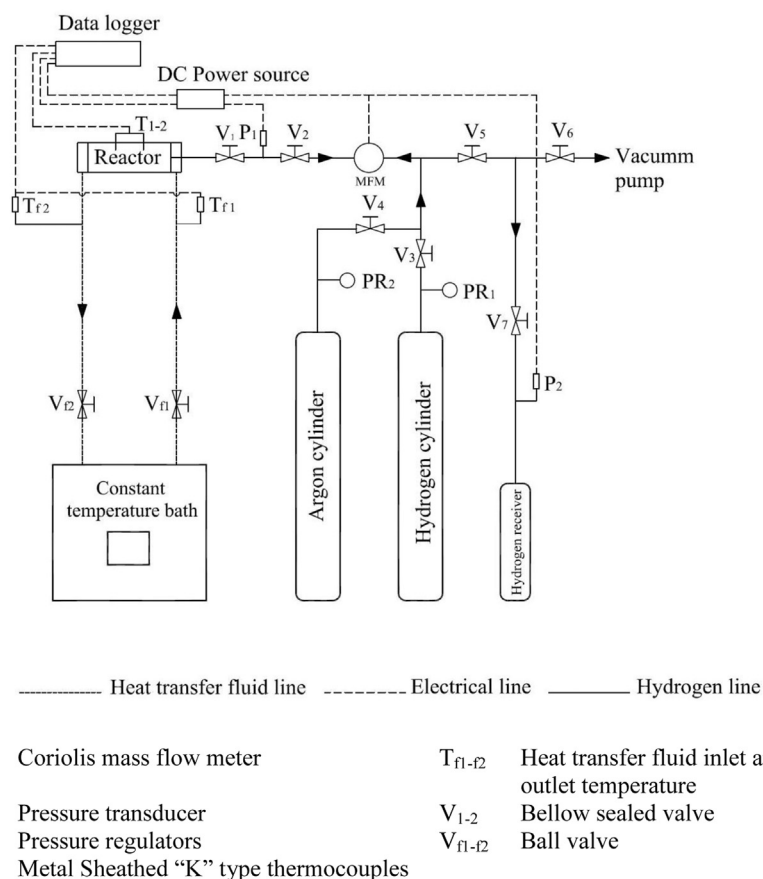 Data logger
DC Power source
T1-2
V1 P1 V2
V5
V6
Reactor
MFM
Vacumm
pump
Tf2
Tf1
V4
V3
PR2
PR1
V7
P2
Vf2
Vf1
Constant
temperature bath
Argon cylinder
Hydrogen cylinder
Hydrogen receiver
Heat transfer fluid line
Electrical line
Hydrogen line
Coriolis mass flow meter
Tf1-f2 Heat transfer fluid inlet a
outlet temperature
Pressure transducer
V1-2 Bellow sealed valve
Pressure regulators
Vf1-f2 Ball valve
Metal Sheathed “K” type thermocouples